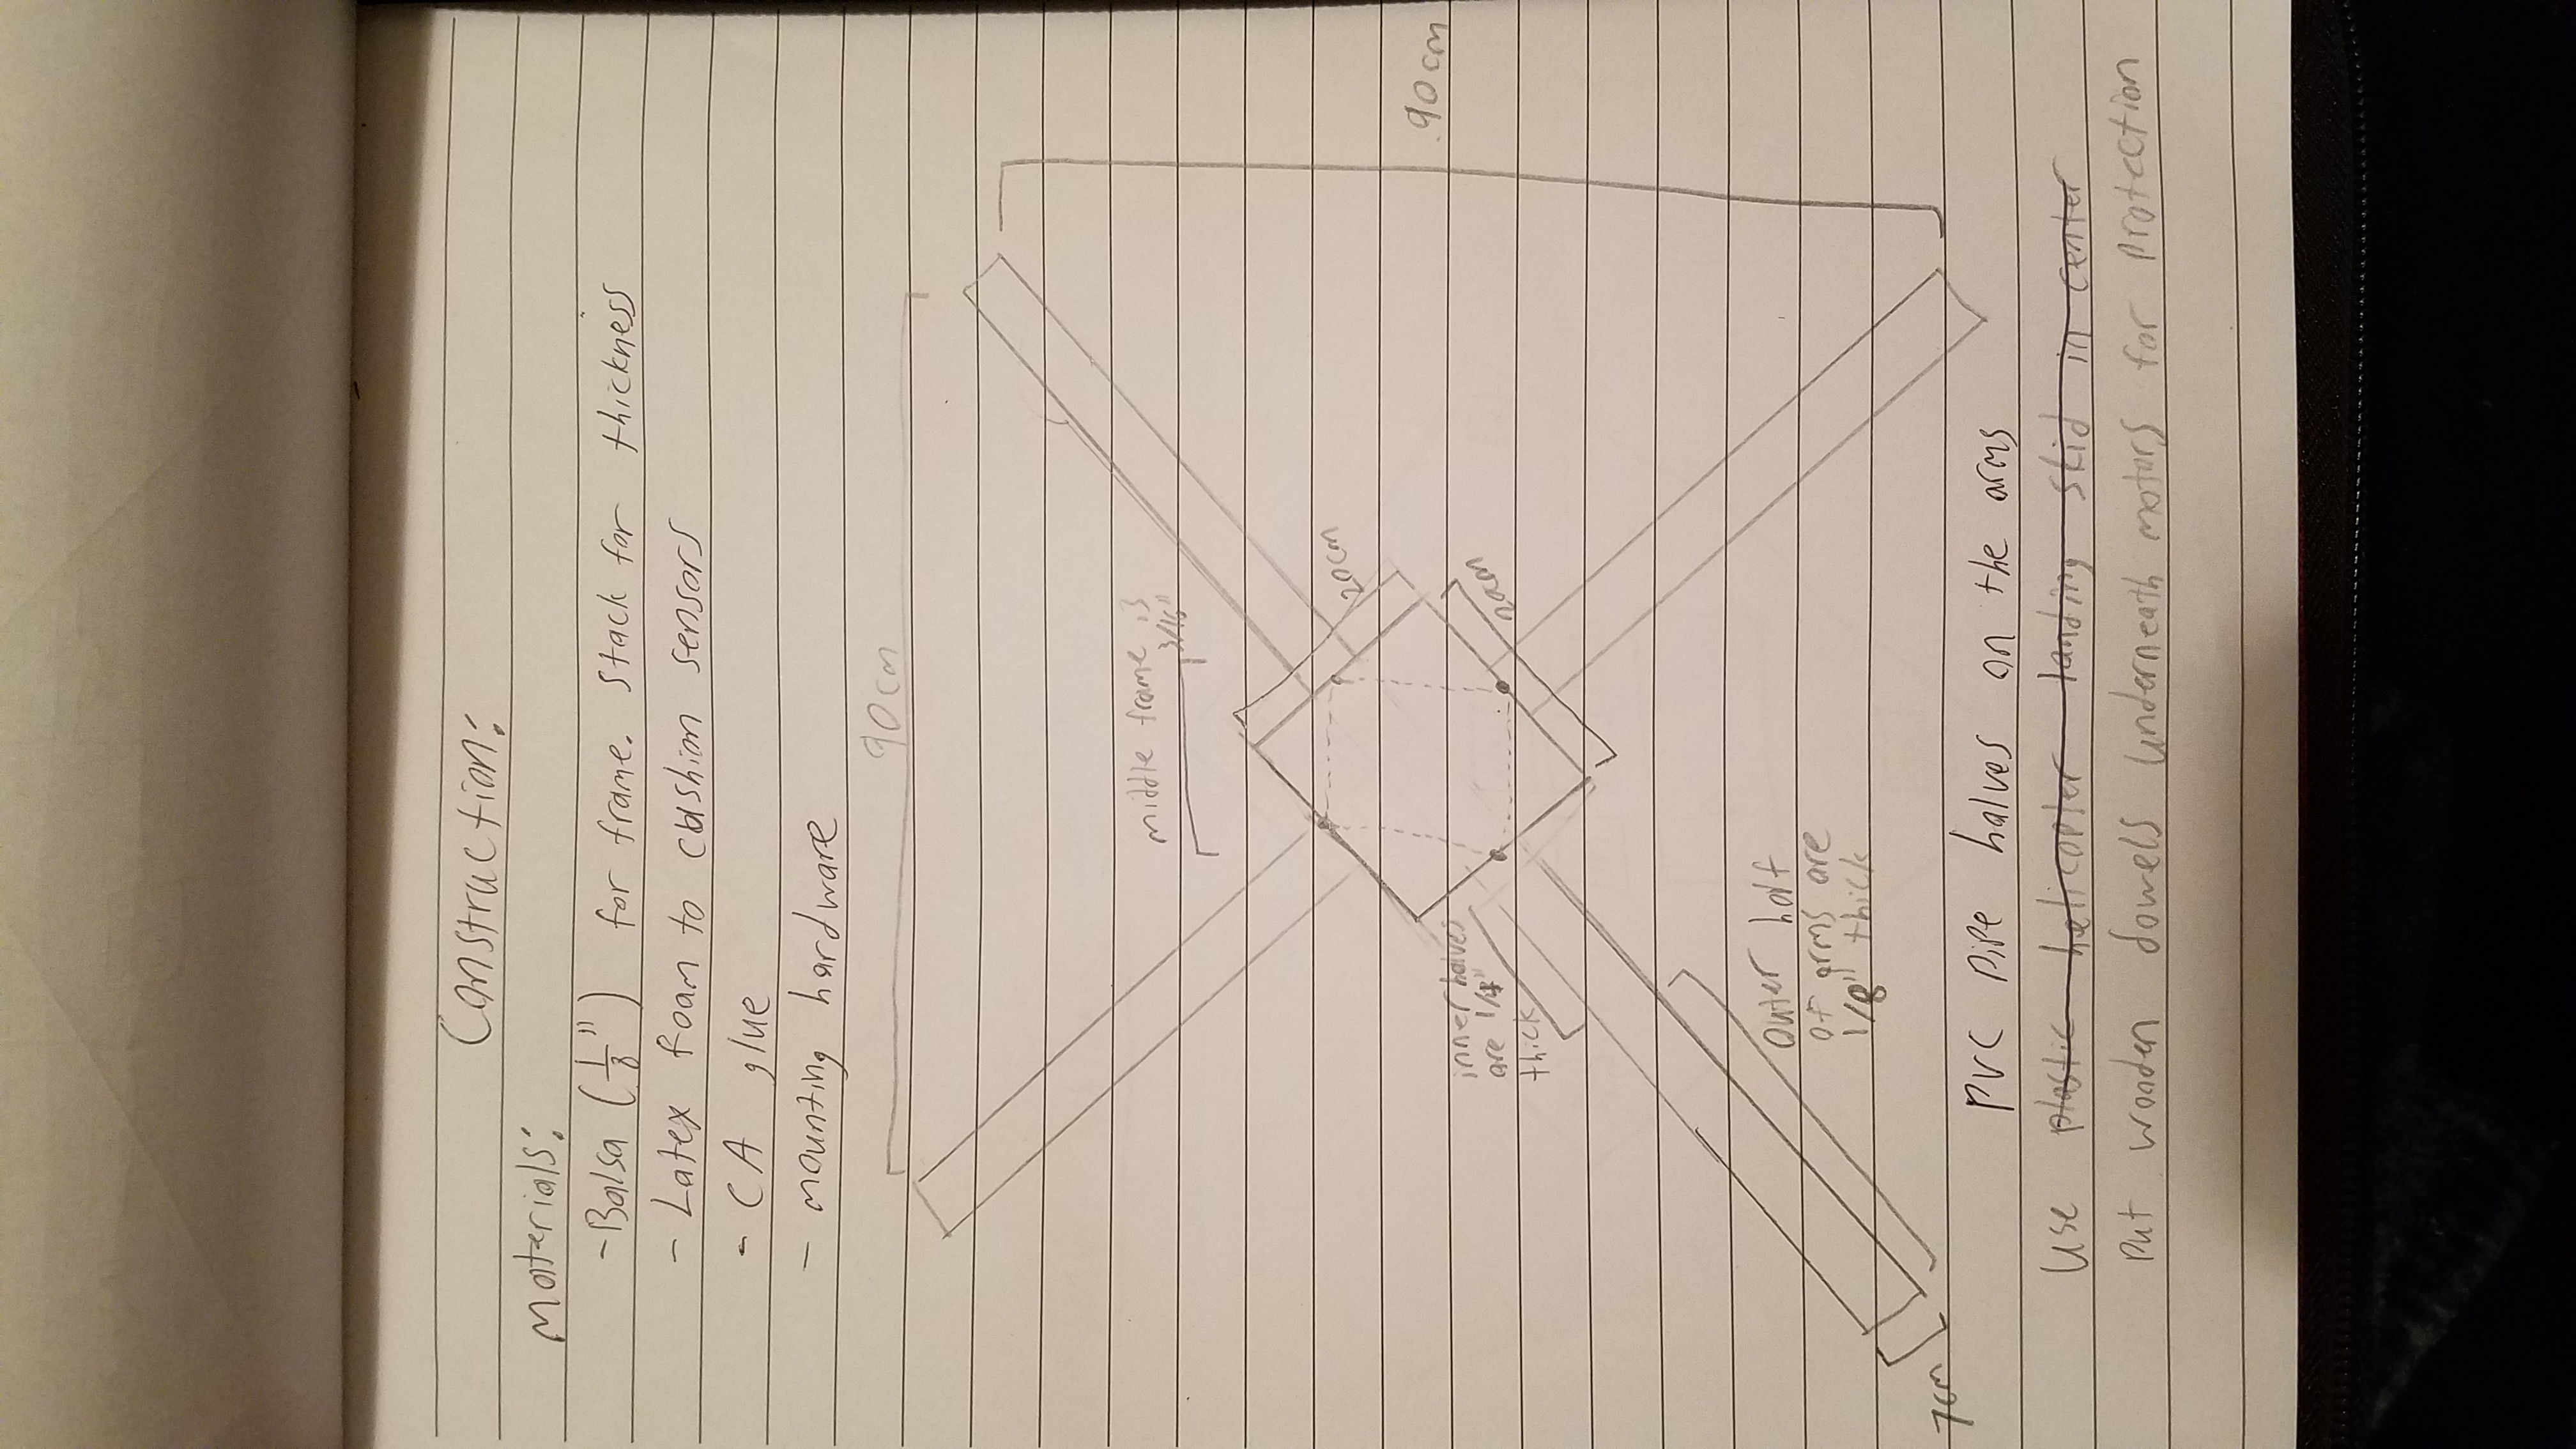 Construction:
Materials:
- Balsa (1/8") for frame. Stack for thickness
- Latex foam to cushion sensors
- CA glue
- mounting hardware
90cm
middle frame is
3/16"
20cm
90cm
inner halves
are 1/4"
thick
20cm
outer half
of arms are
1/8" thick
7cm
PVC pipe halves on the arms
Use plastic helicopter landing skid in center
Put wooden dowels underneath motors for protection